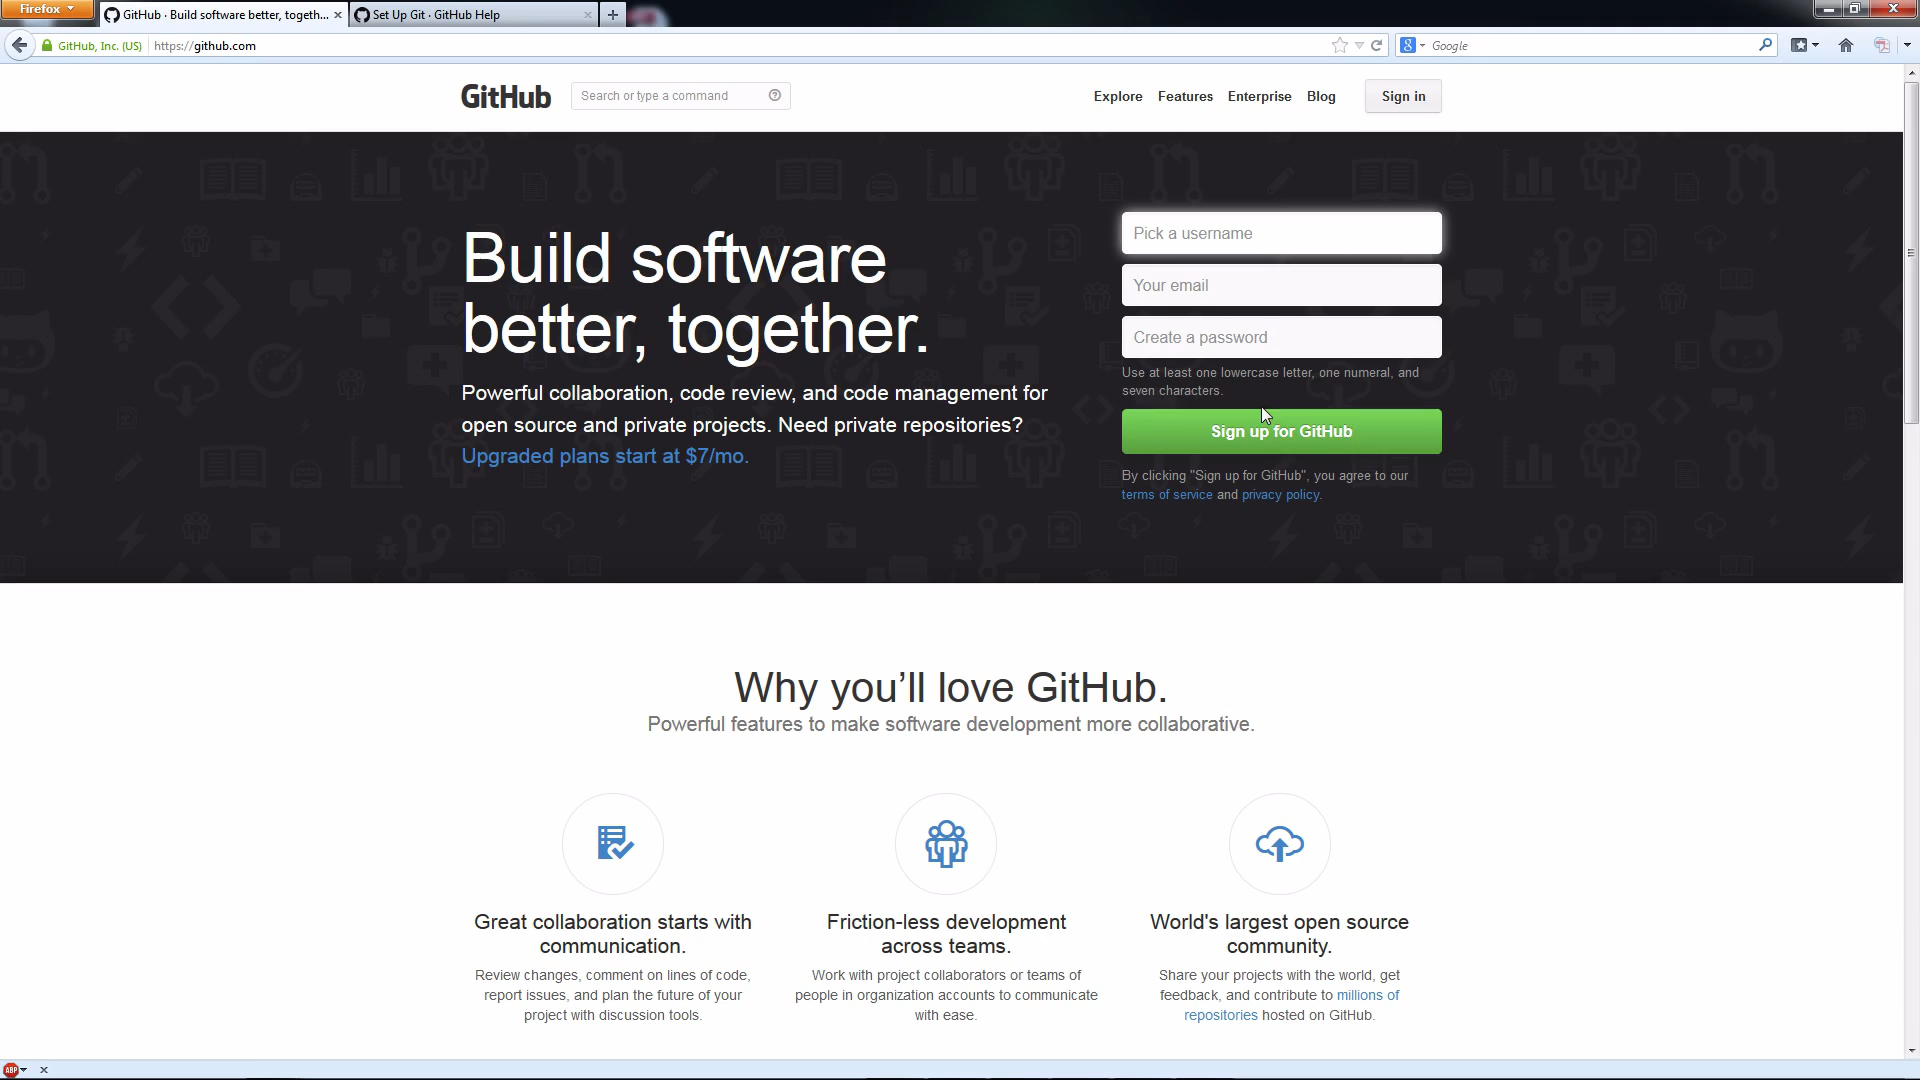 Firefox
GitHub · Build software better, togeth...
Set Up Git · GitHub Help
GitHub, Inc. (US)
https://github.com
Google
GitHub
Search or type a command
Explore
Features
Enterprise
Blog
Sign in
Build software
better, together.
Powerful collaboration, code review, and code management for
open source and private projects. Need private repositories?
Upgraded plans start at $7/mo.
Pick a username
Your email
Create a password
Use at least one lowercase letter, one numeral, and
seven characters.
Sign up for GitHub
By clicking "Sign up for GitHub", you agree to our
terms of service and privacy policy.
Why you’ll love GitHub.
Powerful features to make software development more collaborative.
Great collaboration starts with
communication.
Review changes, comment on lines of code,
report issues, and plan the future of your
project with discussion tools.
Friction-less development
across teams.
Work with project collaborators or teams of
people in organization accounts to communicate
with ease.
World's largest open source
community.
Share your projects with the world, get
feedback, and contribute to millions of
repositories hosted on GitHub.
ABP